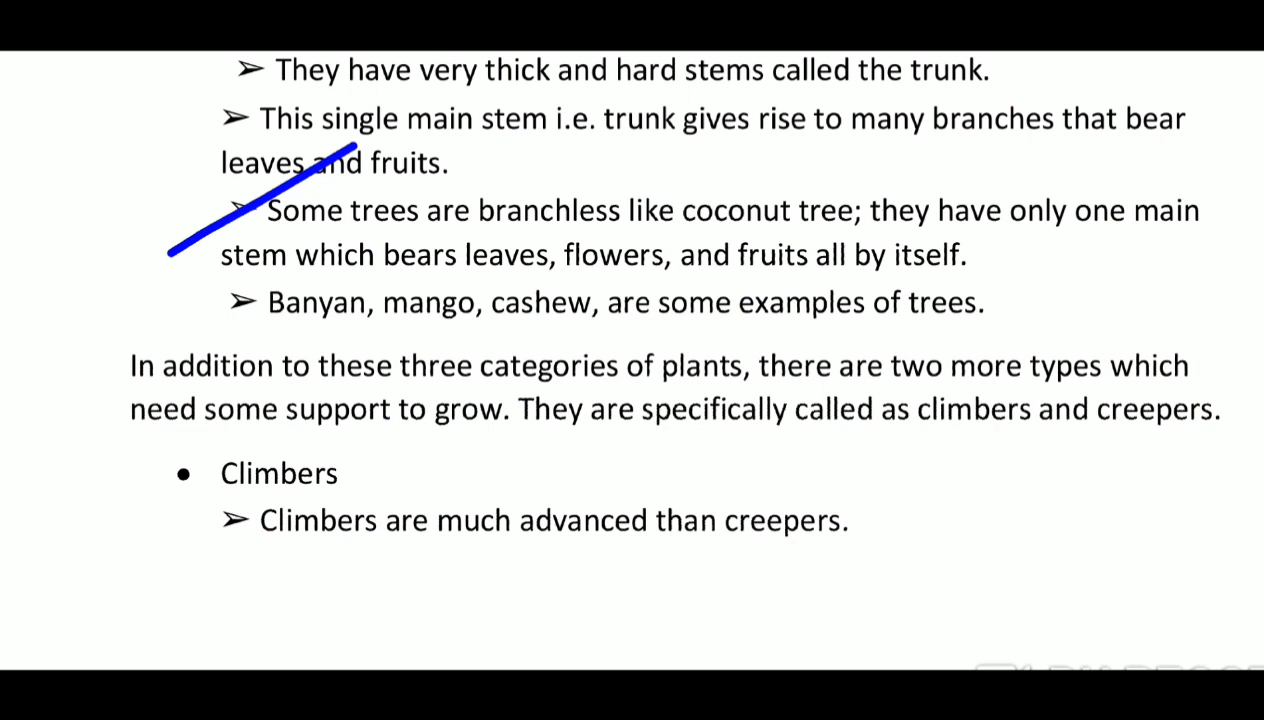 ➢ They have very thick and hard stems called the trunk.
➢ This single main stem i.e. trunk gives rise to many branches that bear
leaves and fruits.
➢ Some trees are branchless like coconut tree; they have only one main
stem which bears leaves, flowers, and fruits all by itself.
➢ Banyan, mango, cashew, are some examples of trees.
In addition to these three categories of plants, there are two more types which
need some support to grow. They are specifically called as climbers and creepers.
• Climbers
➢ Climbers are much advanced than creepers.